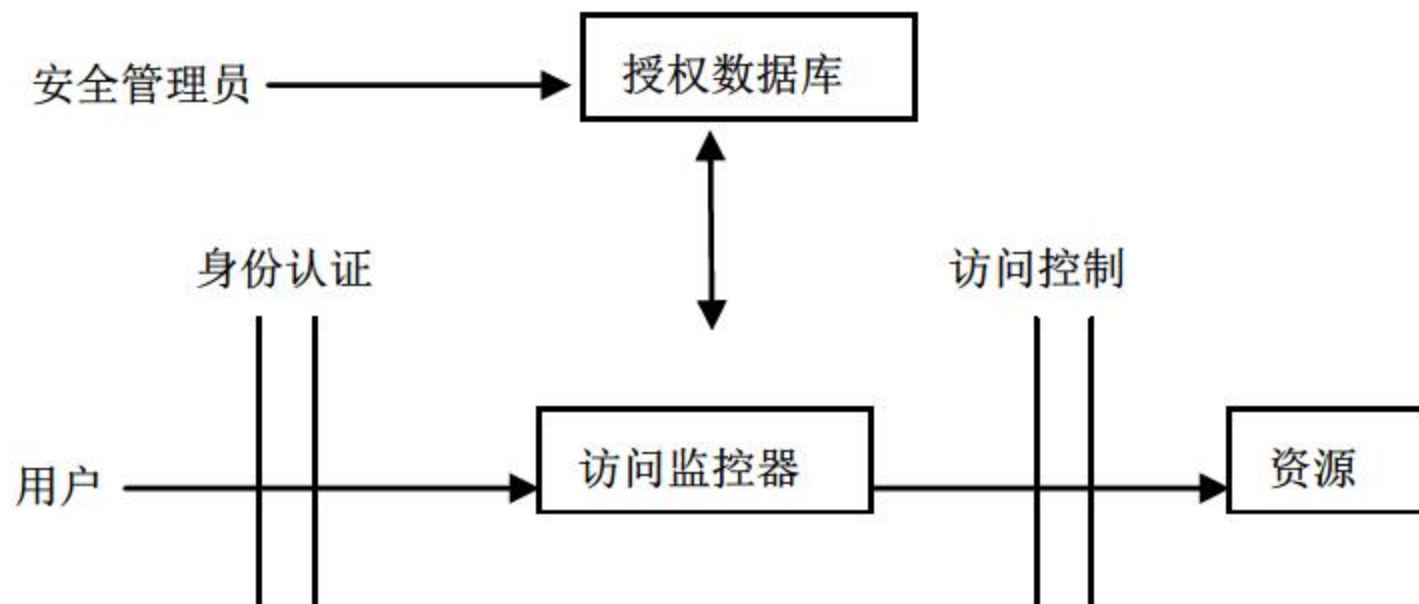 安全管理员
授权数据库
身份认证
访问控制
用户
访问监控器
资源